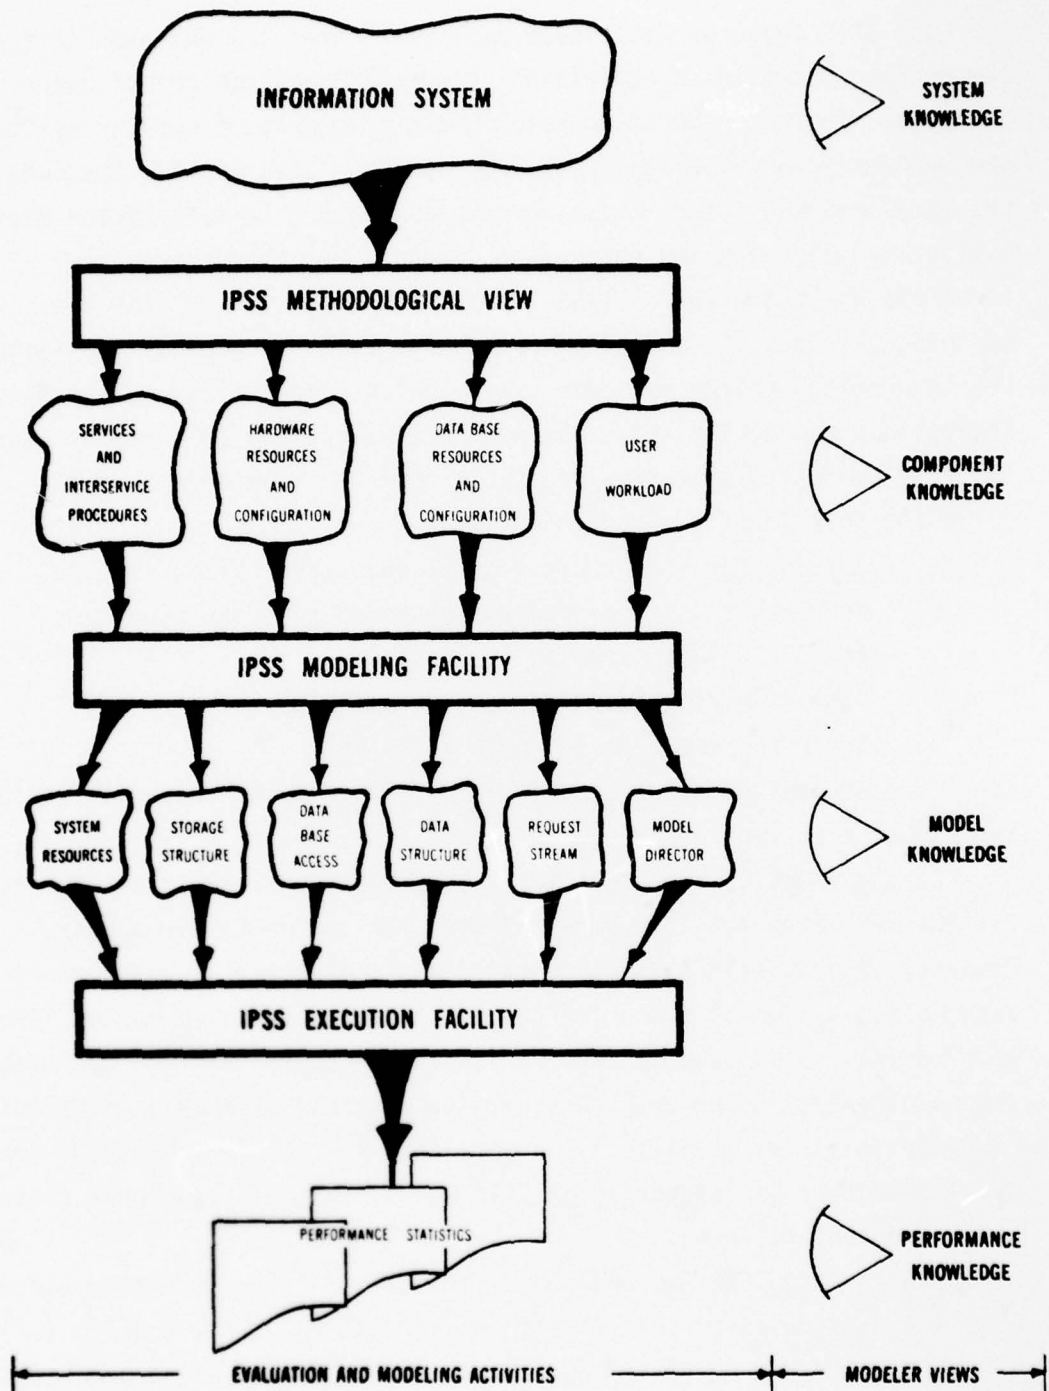 INFORMATION SYSTEM
SYSTEM
KNOWLEDGE
IPSS METHODOLOGICAL VIEW
SERVICES
AND
INTERSERVICE
PROCEDURES
HARDWARE
RESOURCES
AND
CONFIGURATION
DATA BASE
RESOURCES
AND
CONFIGURATION
USER
WORKLOAD
COMPONENT
KNOWLEDGE
IPSS MODELING FACILITY
SYSTEM
RESOURCES
STORAGE
STRUCTURE
DATA
BASE
ACCESS
DATA
STRUCTURE
REQUEST
STREAM
MODEL
DIRECTOR
MODEL
KNOWLEDGE
IPSS EXECUTION FACILITY
PERFORMANCE STATISTICS
PERFORMANCE
KNOWLEDGE
EVALUATION AND MODELING ACTIVITIES
MODELER VIEWS